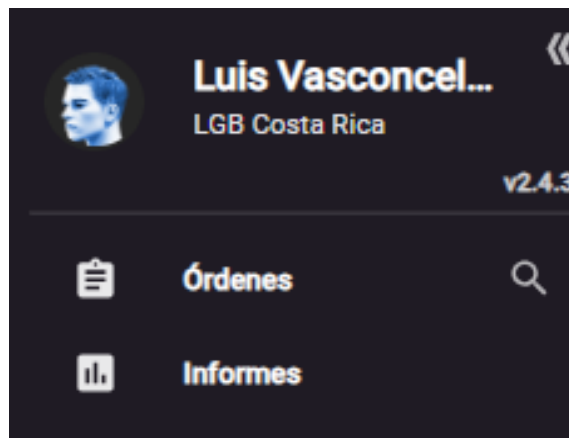 Luis Vasconcel...
LGB Costa Rica
v2.4.3
Órdenes
Informes